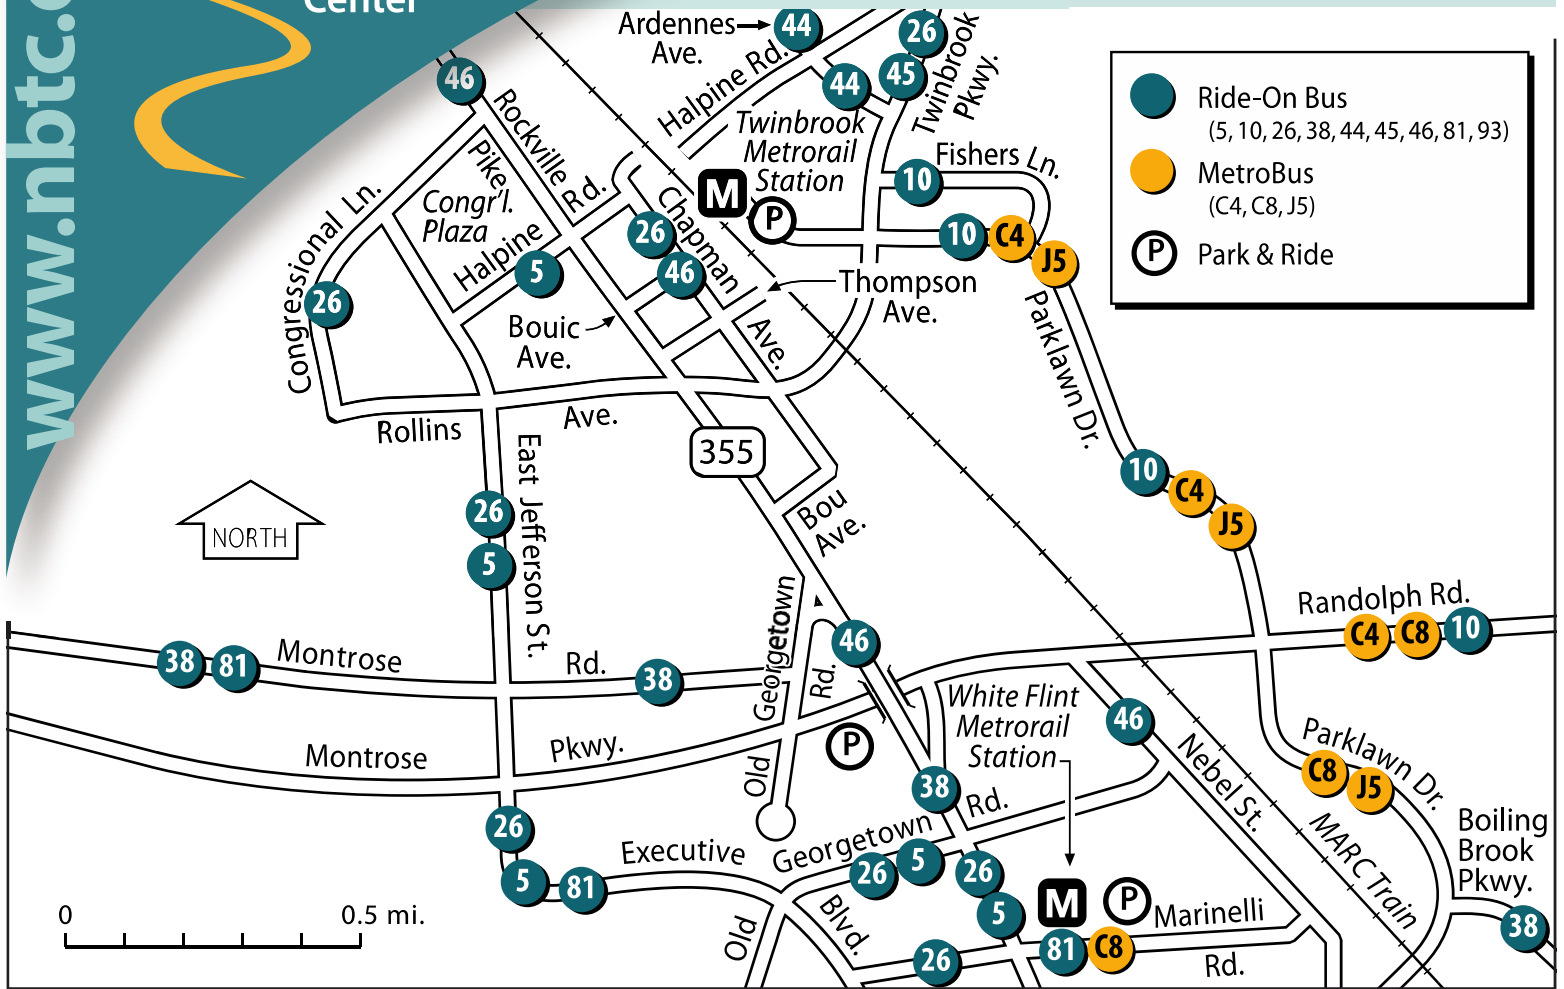 Center
www.nbtc.
Ardennes
Ave.
44
26
Halpine Rd.
44
45
Twinbrook
Pkwy.
46
Rockville
Pike
Twinbrook
Metrorail
Station
Fishers Ln.
10
M
P
Ride-On Bus
(5, 10, 26, 38, 44, 45, 46, 81, 93)
MetroBus
(C4, C8, J5)
P
Park & Ride
Congressional Ln.
Congr'l.
Plaza
Halpine
Rd.
Chapman
Ave.
26
46
5
26
10
C4
J5
Thompson
Ave.
Bouic
Ave.
Parklawn Dr.
Rollins
Ave.
355
East Jefferson St.
26
5
NORTH
Bou
Ave.
10
C4
J5
Randolph Rd.
C4
C8
10
38
81
Montrose
Rd.
38
Georgetown
Rd.
Old
46
Montrose
Pkwy.
P
White Flint
Metrorail
Station
46
Nebel St.
38
Parklawn Dr.
C8
J5
MARC Train
Boiling
Brook
Pkwy.
38
26
5
81
Executive
Blvd.
Georgetown
Rd.
Old
26
5
26
5
M
P
Marinelli
Rd.
26
81
C8
0
0.5 mi.